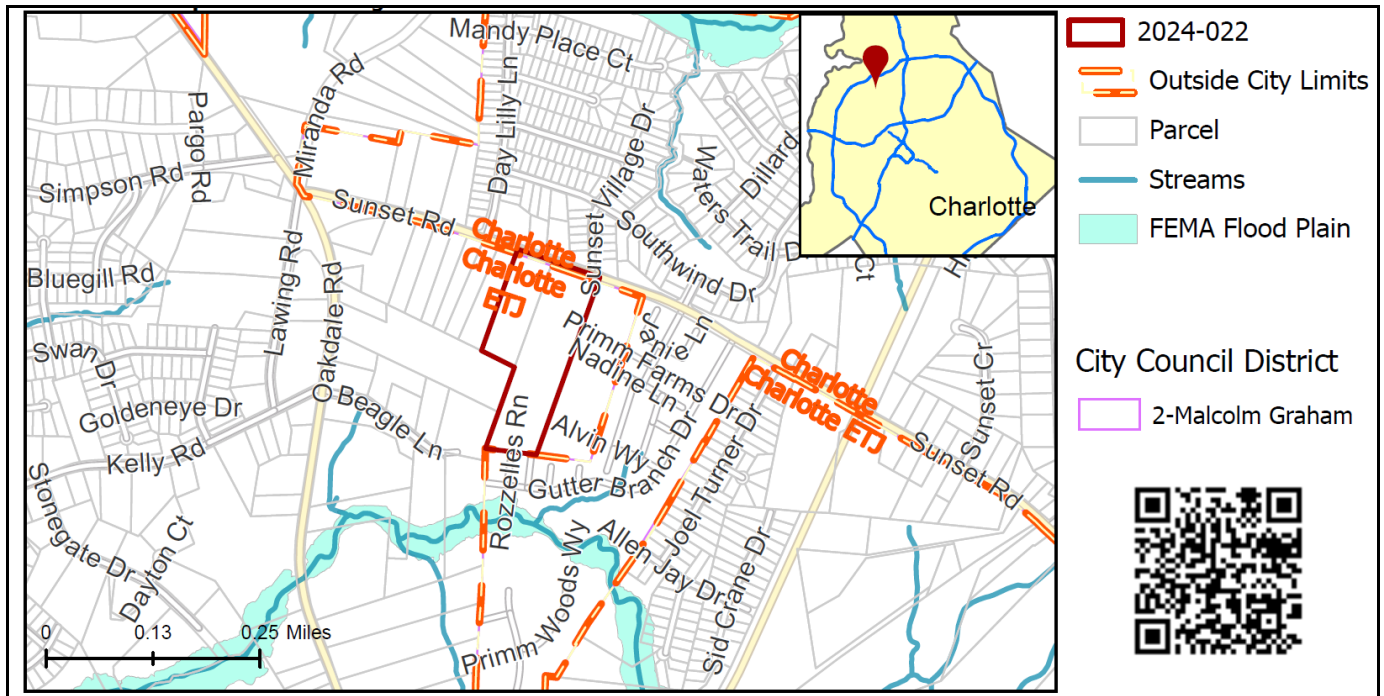 Mandy Place Ct
Miranda Rd
Pargo Rd
Day Lilly Ln
Sunset Village Dr
Waters Trail D
Dillard
Simpson Rd
Sunset Rd
Southwind Dr
Charlotte
Charlotte
ETJ
Bluegill Rd
Lawing Rd
Oakdale Rd
Janie Ln
Primm Farms Dr
Nadine Ln
Swan Dr
Goldeneye Dr
Beagle Ln
Kelly Rd
Alvin Wy
Rozzelles Rn
Gutter Branch Dr
Joel Turner Dr
Charlotte
Charlotte ETJ
Sunset Rd
Sunset Cr
Stonegate Dr
Dayton Ct
Allen Jay Dr
Sid Crane Dr
Primm Woods Wy
0 0.13 0.25 Miles
Charlotte
Ct
2024-022
Outside City Limits
Parcel
Streams
FEMA Flood Plain
City Council District
2-Malcolm Graham